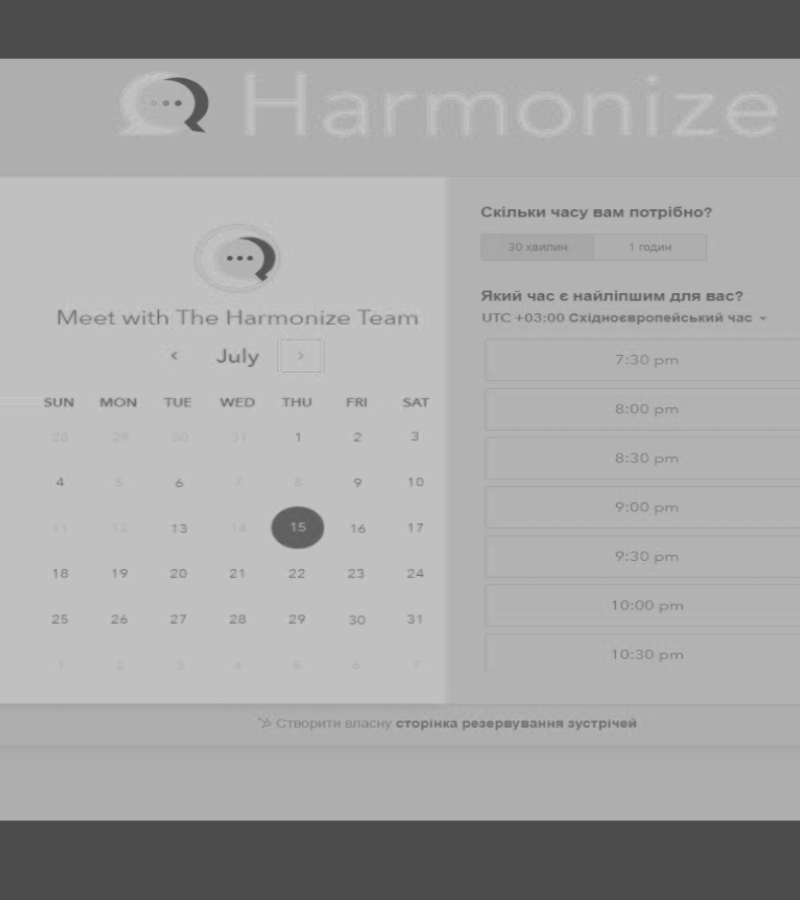 Harmonize
Meet with The Harmonize Team
July
SUN MON TUE WED THU FRI SAT
28 29 30 31 1 2 3
4 5 6 7 8 9 10
11 12 13 14 15 16 17
18 19 20 21 22 23 24
25 26 27 28 29 30 31
1 2 3 4 5 6 7
Скільки часу вам потрібно?
30 хвилин 1 годин
Який час є найліпшим для вас?
UTC +03:00 Східноєвропейський час
7:30 pm
8:00 pm
8:30 pm
9:00 pm
9:30 pm
10:00 pm
10:30 pm
Створити власну сторінка резервування зустрічей